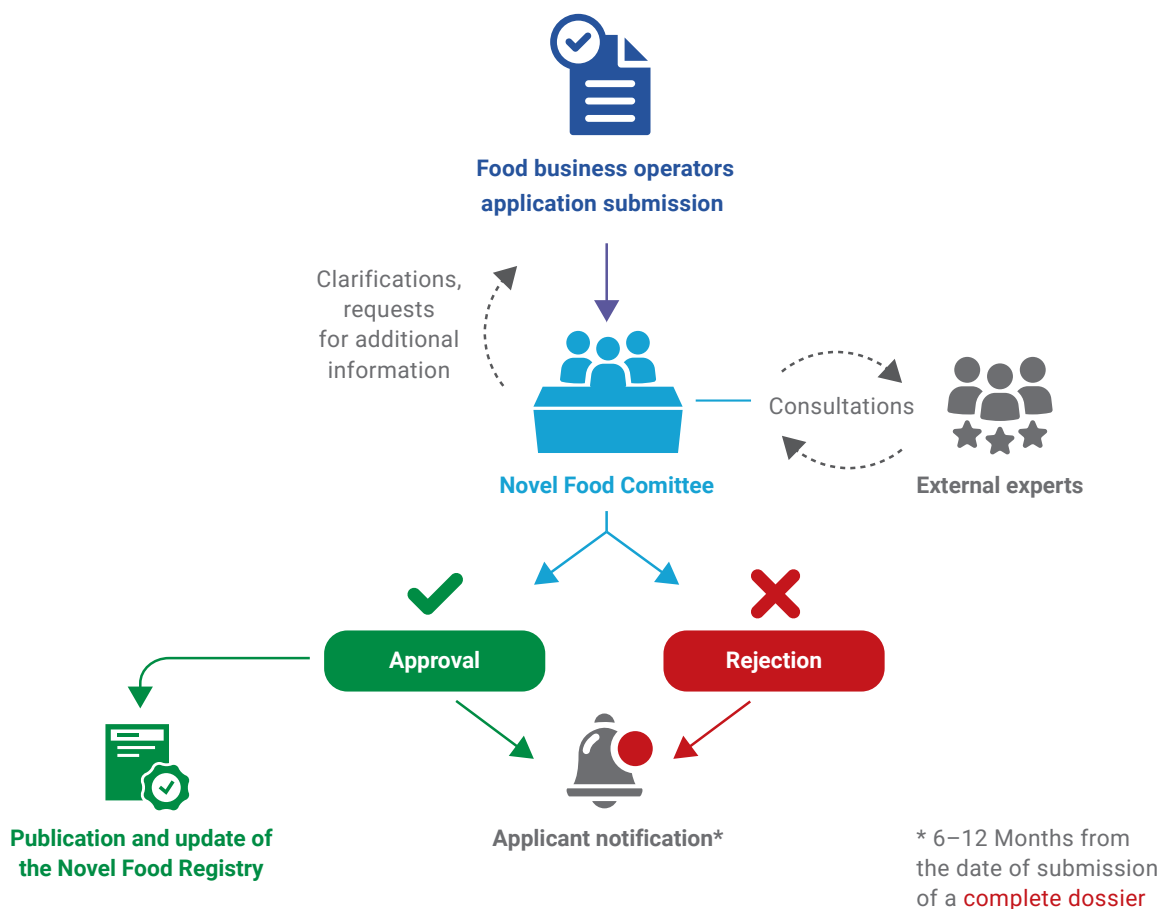 Food business operators
application submission
Clarifications,
requests
for additional
information
Consultations
Novel Food Comittee
External experts
Approval
Rejection
Publication and update of
the Novel Food Registry
Applicant notification*
* 6–12 Months from
the date of submission
of a complete dossier